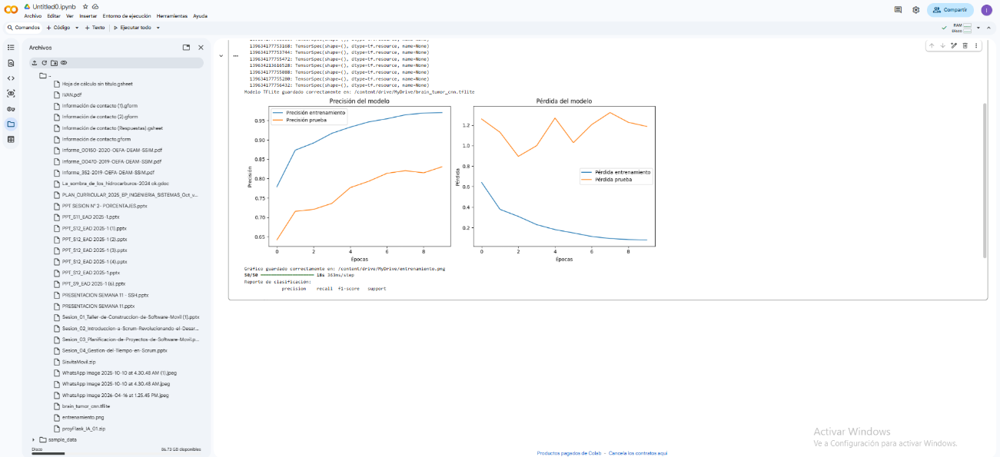 Untitled0.ipynb
Archivo Editar Ver Insertar Entorno de ejecución Herramientas Ayuda
Compartir
I
Comandos + Código + Texto Ejecutar todo
RAM
Disco
Archivos
..
Hoja de cálculo sin título.gsheet
IVAN.pdf
Información de contacto (1).gform
Información de contacto (2).gform
Información de contacto (Respuestas).gsheet
Información de contacto.gform
Informe_00150-2020-OEFA-DEAM-SSIM.pdf
Informe_00470-2019-OEFA-DEAM-SSIM.pdf
Informe_352-2019-OEFA-DEAM-SSIM.pdf
La_sombra_de_los_hidrocarburos-2024 ok.gdoc
PLAN_CURRICULAR_2025_EP_INGENIERIA_SISTEMAS_Oct_v...
PPT SESION N° 2- PORCENTAJES.pptx
PPT_S11_EAD 2025-1.pptx
PPT_S12_EAD 2025-1 (1).pptx
PPT_S12_EAD 2025-1 (2).pptx
PPT_S12_EAD 2025-1 (3).pptx
PPT_S12_EAD 2025-1 (4).pptx
PPT_S12_EAD 2025-1.pptx
PPT_S9_EAD 2025-1 (6).pptx
PRESENTACION SEMANA 11 - SSH.pptx
PRESENTACION SEMANA 11.pptx
Sesion_01_Taller-de-Construccion-de-Software-Movil (1).pptx
Sesion_02_Introduccion-a-Scrum-Revolucionando-el-Desar...
Sesion_03_Planificacion-de-Proyectos-de-Software-Movil.p...
Sesion_04_Gestion-del-Tiempo-en-Scrum.pptx
SisvitaMovil.zip
WhatsApp Image 2025-10-10 at 4.30.48 AM (1).jpeg
WhatsApp Image 2025-10-10 at 4.30.48 AM.jpeg
WhatsApp Image 2026-04-16 at 1.25.45 PM.jpeg
brain_tumor_cnn.tflite
entrenamiento.png
proyFlask_IA_01.zip
sample_data
Disco
86.73 GB disponibles
139634177753168: TensorSpec(shape=(), dtype=tf.resource, name=None)
139634177753744: TensorSpec(shape=(), dtype=tf.resource, name=None)
139634177755472: TensorSpec(shape=(), dtype=tf.resource, name=None)
139634213616528: TensorSpec(shape=(), dtype=tf.resource, name=None)
139634177755088: TensorSpec(shape=(), dtype=tf.resource, name=None)
139634177755280: TensorSpec(shape=(), dtype=tf.resource, name=None)
139634177756432: TensorSpec(shape=(), dtype=tf.resource, name=None)
Modelo TFLite guardado correctamente en: /content/drive/MyDrive/brain_tumor_cnn.tflite
Precisión del modelo
Precisión entrenamiento
Precisión prueba
Precisión
0.95
0.90
0.85
0.80
0.75
0.70
0.65
0 2 4 6 8
Epocas
Pérdida del modelo
Pérdida entrenamiento
Pérdida prueba
Pérdida
1.2
1.0
0.8
0.6
0.4
0.2
0 2 4 6 8
Epocas
Gráfico guardado correctamente en: /content/drive/MyDrive/entrenamiento.png
50/50 18s 363ms/step
Reporte de clasificación:
precision recall f1-score support
Activar Windows
Ve a Configuración para activar Windows.
Productos pagados de Colab - Cancela los contratos aquí